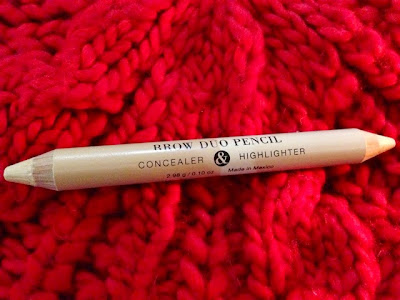 BROW DUO PENCIL
CONCEALER & HIGHLIGHTER
2.98 g / 0.10 oz Made in Mexico